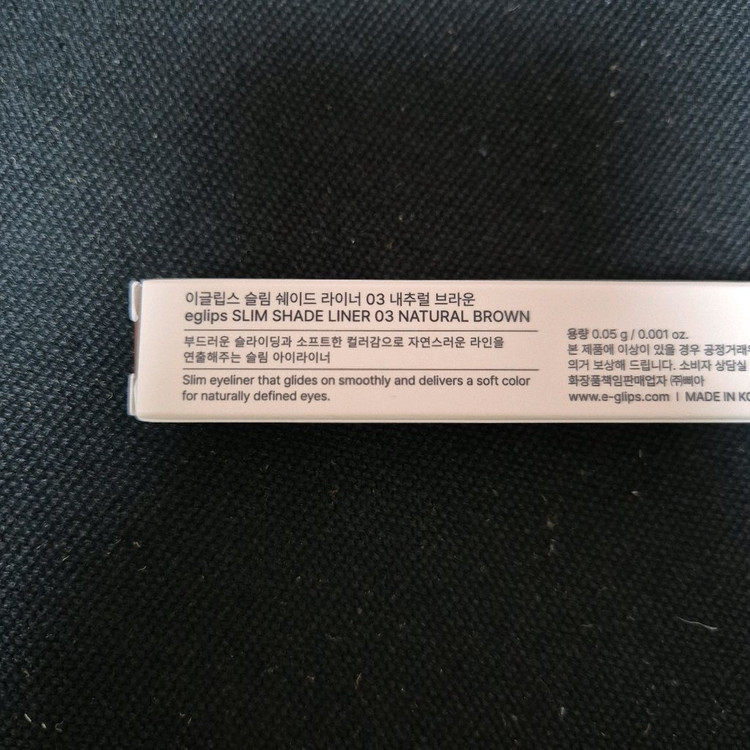 이글립스 슬림 쉐이드 라이너 03 내추럴 브라운
eglips SLIM SHADE LINER 03 NATURAL BROWN
부드러운 슬라이딩과 소프트한 컬러감으로 자연스러운 라인을
연출해주는 슬림 아이라이너
Slim eyeliner that glides on smoothly and delivers a soft color
for naturally defined eyes.
용량 0.05 g / 0.001 oz.
본 제품에 이상이 있을 경우 공정거래
의거 보상해 드립니다. 소비자 상담실
화장품책임판매업자 ㈜삐아
www.e-glips.com I MADE IN KO